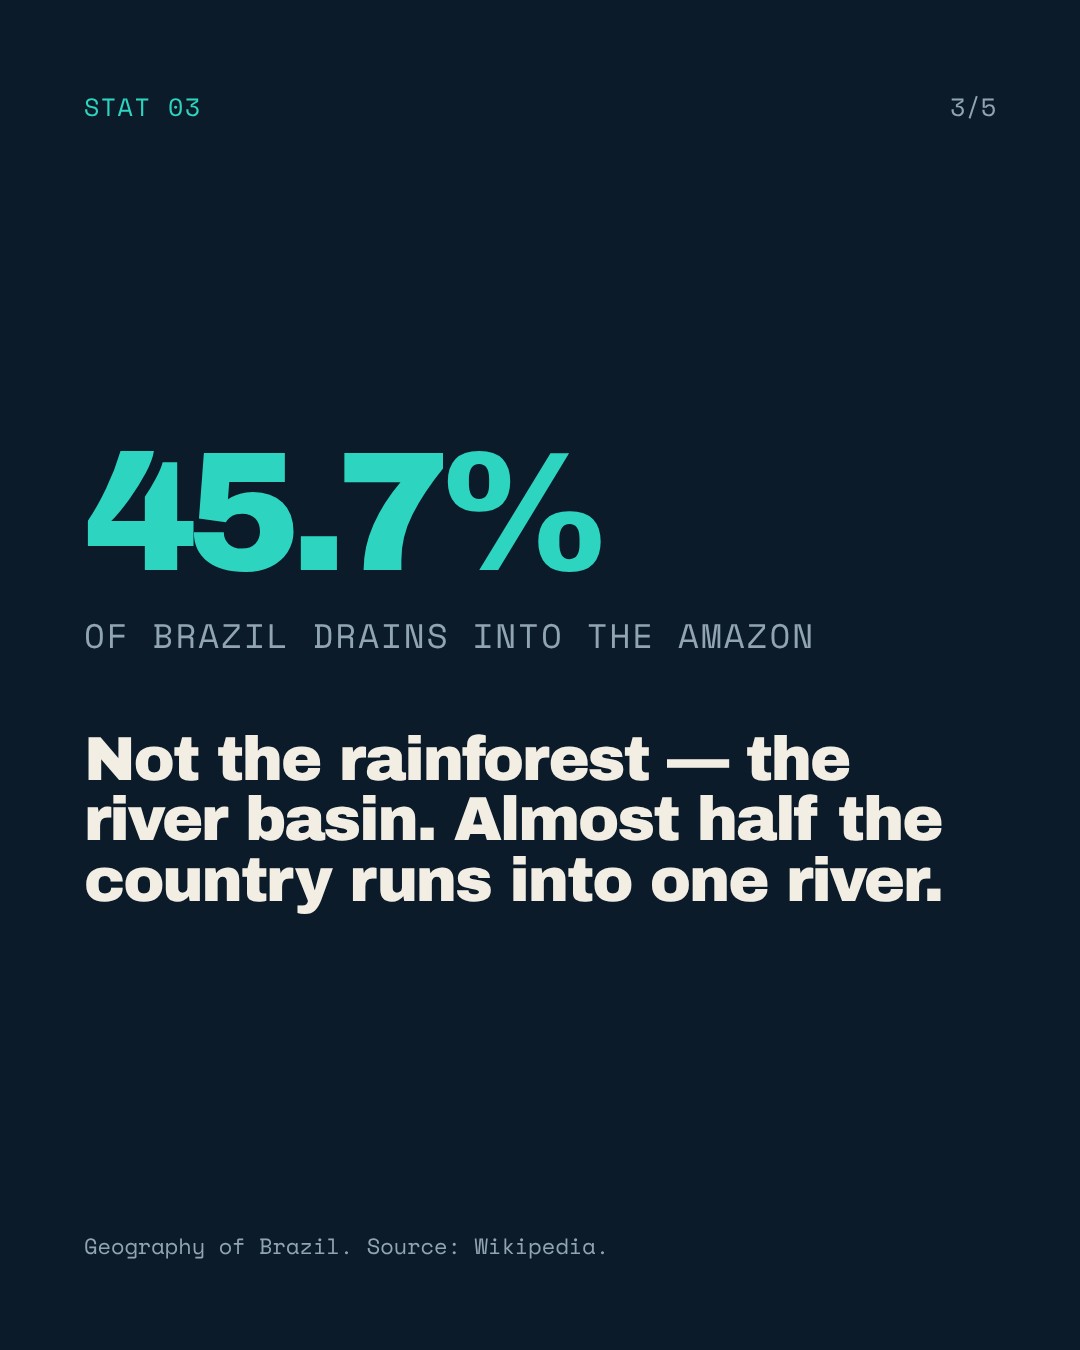 STAT 03
3/5
45.7%
OF BRAZIL DRAINS INTO THE AMAZON
Not the rainforest — the
river basin. Almost half the
country runs into one river.
Geography of Brazil. Source: Wikipedia.